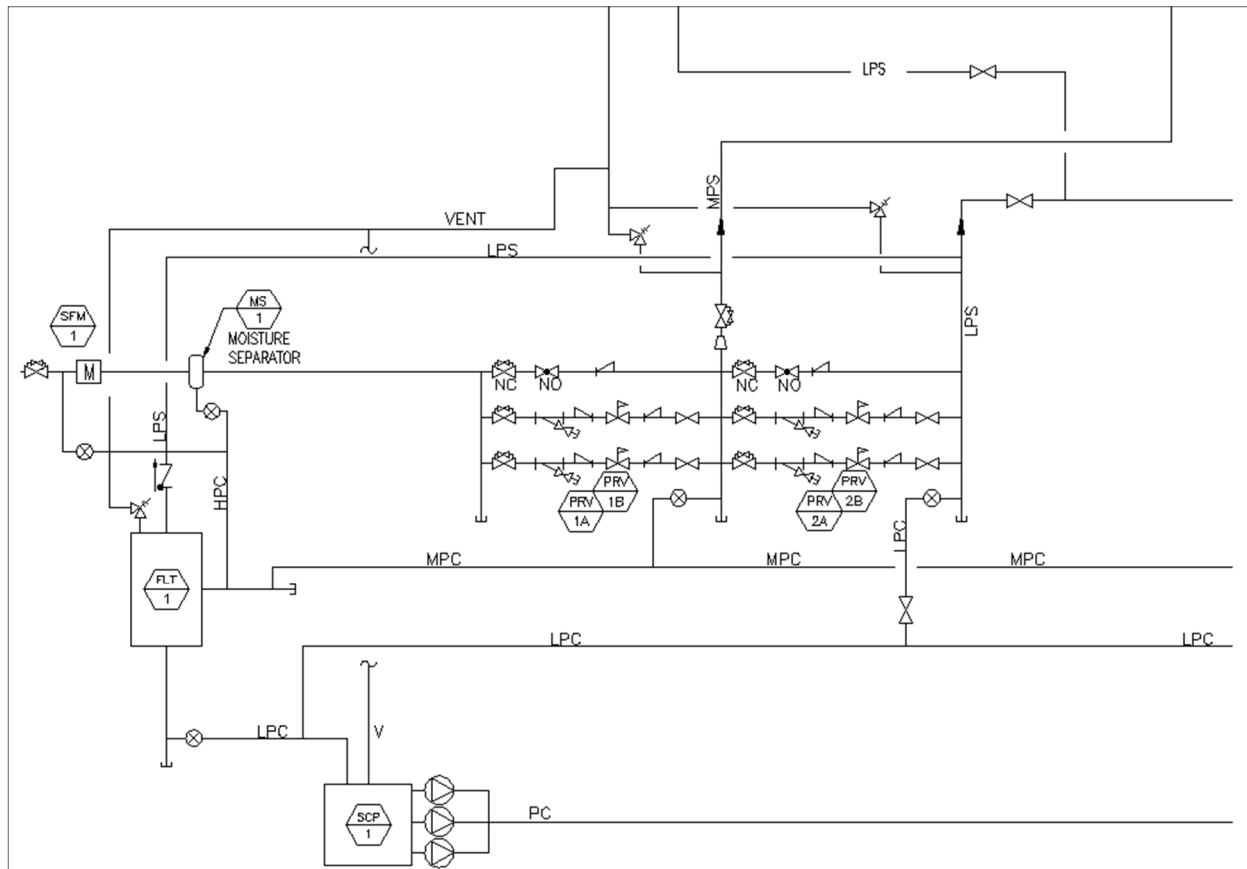 LPS
MPS
VENT
LPS
SFM
1
MS
1
MOISTURE
SEPARATOR
LPS
M
NC
NO
NC
NO
LPS
HPC
PRV
1B
PRV
1A
PRV
2B
PRV
2A
LPC
MPC
MPC
MPC
FLT
1
LPC
LPC
LPC
V
SCP
1
PC